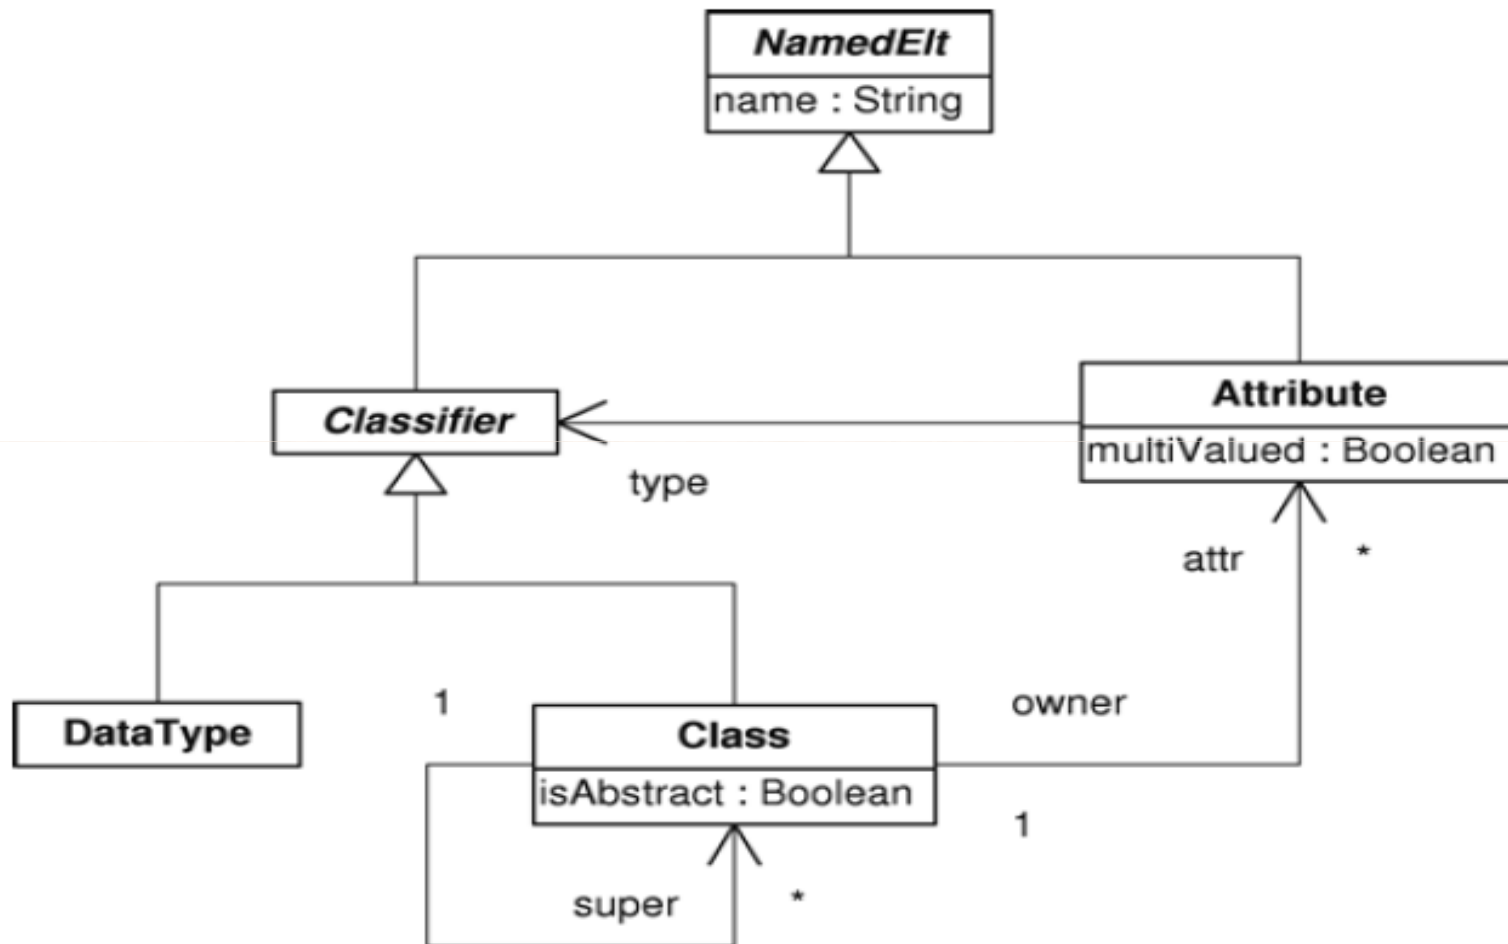 NamedElt
name : String
Classifier
type
Attribute
multiValued : Boolean
attr
*
DataType
1
Class
isAbstract : Boolean
owner
1
super
*